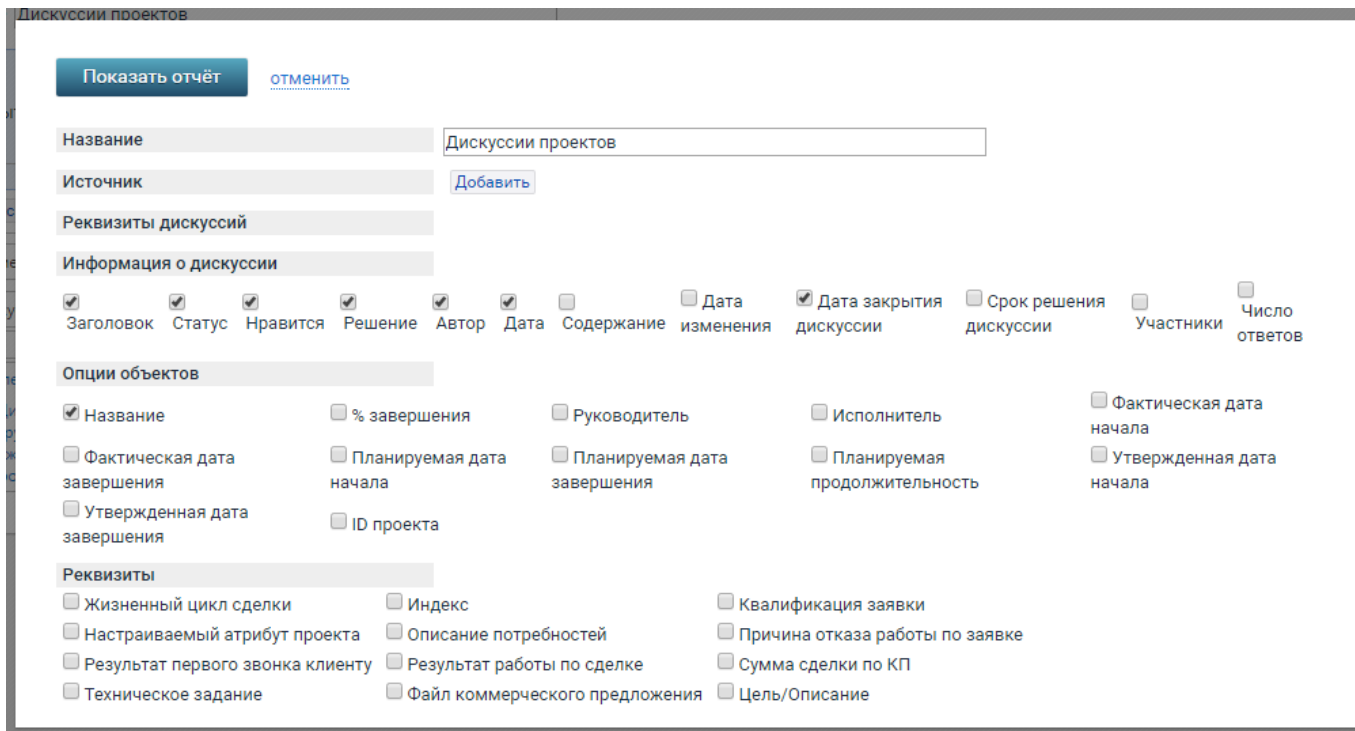 Дискуссии проектов
Показать отчёт отменить
Название Дискуссии проектов
Источник Добавить
Реквизиты дискуссий
Информация о дискуссии
Заголовок Статус Нравится Решение Автор Дата Содержание Дата изменения Дата закрытия дискуссии Срок решения дискуссии Участники Число ответов
Опции объектов
Название % завершения Руководитель Исполнитель Фактическая дата начала
Фактическая дата завершения Планируемая дата начала Планируемая дата завершения Планируемая продолжительность Утвержденная дата начала
Утвержденная дата завершения ID проекта
Реквизиты
Жизненный цикл сделки Индекс Квалификация заявки
Настраиваемый атрибут проекта Описание потребностей Причина отказа работы по заявке
Результат первого звонка клиенту Результат работы по сделке Сумма сделки по КП
Техническое задание Файл коммерческого предложения Цель/Описание